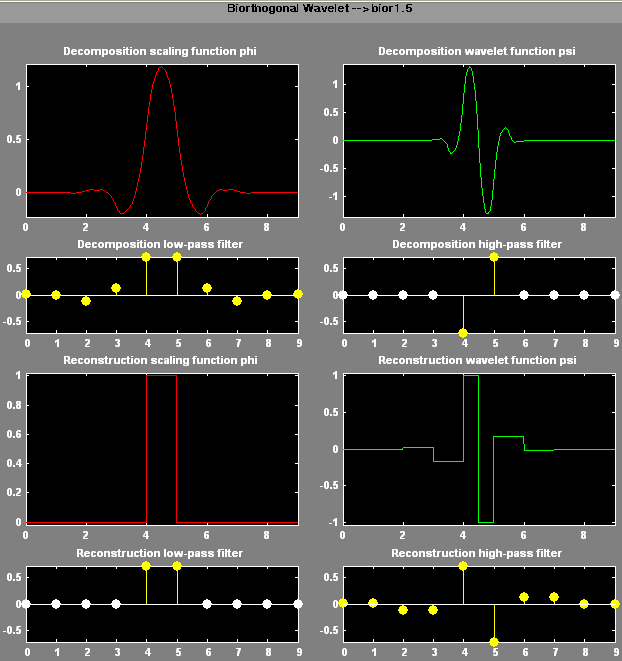 Biorthogonal Wavelet --> bior1.5
Decomposition scaling function phi
1
0.5
0
0 2 4 6 8
Decomposition wavelet function psi
1
0.5
0
-0.5
-1
0 2 4 6 8
Decomposition low-pass filter
0.5
0
-0.5
0 1 2 3 4 5 6 7 8 9
Decomposition high-pass filter
0.5
0
-0.5
0 1 2 3 4 5 6 7 8 9
Reconstruction scaling function phi
1
0.8
0.6
0.4
0.2
0
0 2 4 6 8
Reconstruction wavelet function psi
1
0.5
0
-0.5
-1
0 2 4 6 8
Reconstruction low-pass filter
0.5
0
-0.5
0 1 2 3 4 5 6 7 8 9
Reconstruction high-pass filter
0.5
0
-0.5
0 1 2 3 4 5 6 7 8 9